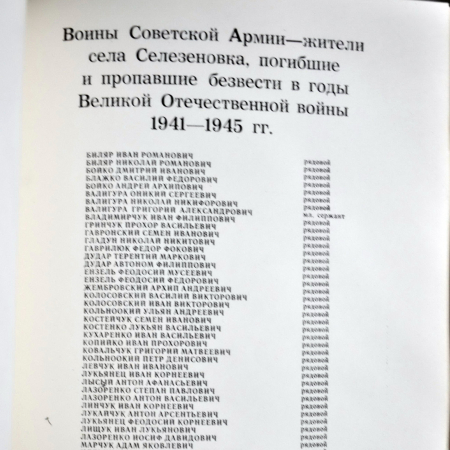 Воины Советской Армии—жители
села Селезеновка, погибшие
и пропавшие безвести в годы
Великой Отечественной войны
1941—1945 гг.
БИЛЯР ИВАН РОМАНОВИЧ рядовой
БИЛЯР НИКОЛАЙ РОМАНОВИЧ рядовой
БОЙКО ДМИТРИЙ ИВАНОВИЧ рядовой
БЛАЖКО ВАСИЛИЙ ФЕДОРОВИЧ рядовой
БОЙКО АНДРЕЙ АРХИПОВИЧ рядовой
ВАЛИГУРА ОНИКИЙ СЕРГЕЕВИЧ рядовой
ВАЛИГУРА НИКОЛАЙ НИКИФОРОВИЧ рядовой
ВАЛИГУРА ГРИГОРИЙ АЛЕКСАНДРОВИЧ рядовой
ВЛАДИМИРЧУК ИВАН ФИЛИППОВИЧ мл. сержант
ГРИНЧУК ПРОХОР ВАСИЛЬЕВИЧ рядовой
ГАВРОНСКИЙ СЕМЕН ИВАНОВИЧ рядовой
ГЛАДУН НИКОЛАЙ НИКИТОВИЧ рядовой
ГАВРИЛЮК ФЕДОР ФОКОВИЧ рядовой
ДУДАР ТЕРЕНТИЙ МАРКОВИЧ рядовой
ДУДАР АВТОНОМ ФИЛИППОВИЧ рядовой
ЕНЗЕЛЬ ФЕОДОСИЙ МУСЕЕВИЧ рядовой
ЕНЗЕЛЬ ФЕОДОСИЙ ФЕДОРОВИЧ рядовой
ЖЕМБРОВСКИЙ АРХИП АНДРЕЕВИЧ рядовой
КОЛОСОВСКИЙ ВАСИЛИЙ ВИКТОРОВИЧ рядовой
КОЛОСОВСКИЙ ИВАН ВИКТОРОВИЧ рядовой
КОЛЬНООКИЙ УЛЬЯН АНДРЕЕВИЧ рядовой
КОСТЕЙЧУК СЕМЕН ИВАНОВИЧ рядовой
КОСТЕНКО ЛУКЬЯН ВАСИЛЬЕВИЧ рядовой
КУХАРЕНКО ИВАН ВАСИЛЬЕВИЧ рядовой
КОПИЙКО ИВАН ПРОХОРОВИЧ рядовой
КОВАЛЬЧУК ГРИГОРИЙ МАТВЕЕВИЧ рядовой
КОЛЬНООКИЙ ПЕТР ДЕНИСОВИЧ рядовой
ЛЕВЧУК ИВАН ИВАНОВИЧ рядовой
ЛУКЬЯНЕЦ ИВАН КОРНЕЕВИЧ рядовой
ЛЫСЫЙ АНТОН АФАНАСЬЕВИЧ рядовой
ЛАЗОРЕНКО СТЕПАН ПАВЛОВИЧ рядовой
ЛАЗОРЕНКО АНТОН ВАСИЛЬЕВИЧ рядовой
ЛИНЧУК ИВАН КОРНЕЕВИЧ рядовой
ЛУКАЙЧУК АНТОН АРСЕНТЬЕВИЧ рядовой
ЛУКЬЯНЕЦ ФЕОДОСИЙ КОРНЕЕВИЧ рядовой
ЛИЩУК ИВАН ЛУКЬЯНОВИЧ рядовой
ЛАЗОРЕНКО ИОСИФ ДАВИДОВИЧ рядовой
МАРЧУК АДАМ ЯКОВЛЕВИЧ рядовой